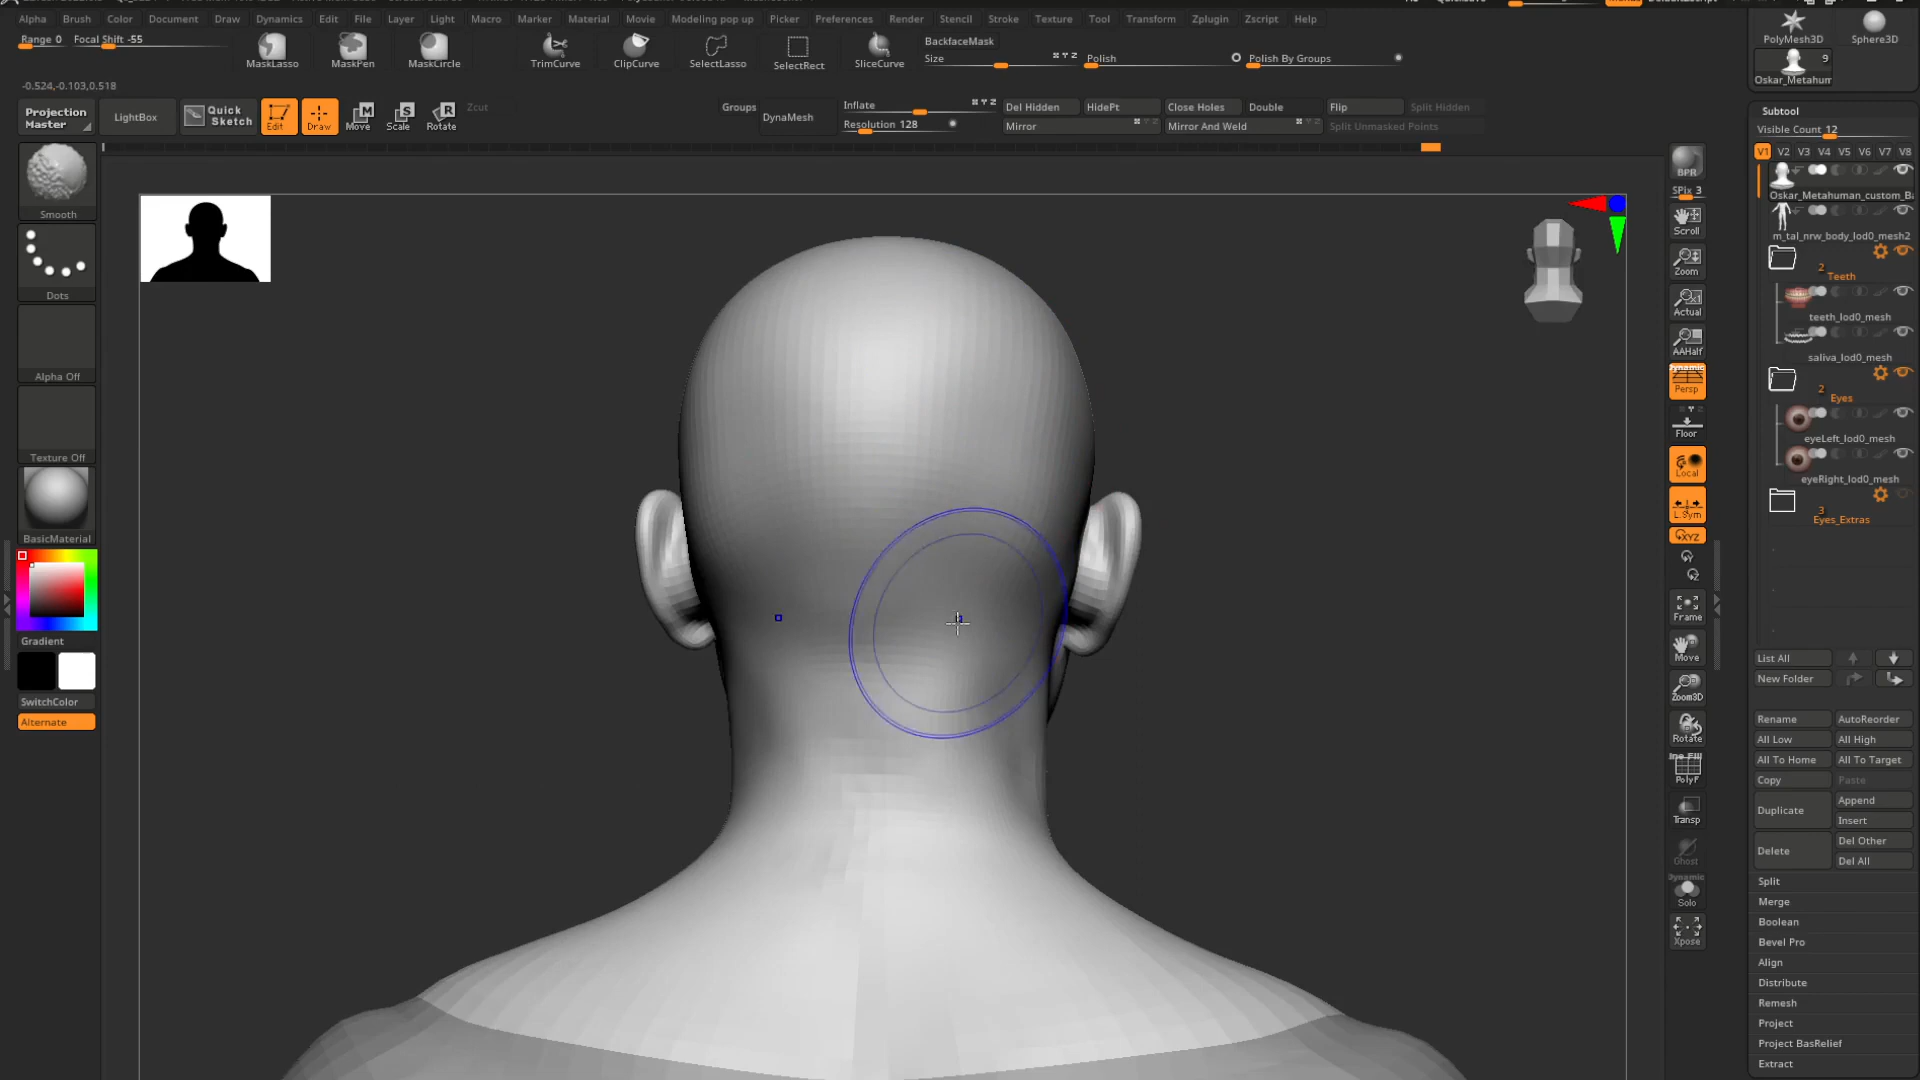 Alpha Brush Color Document Draw Dynamics Edit File Layer Light Macro Marker Material Movie Modeling pop up Picker Preferences Render Stencil Stroke Texture Tool Transform Zplugin Zscript Help
Range 0 Focal Shift -55
MaskLasso MaskPen MaskCircle TrimCurve ClipCurve SelectLasso SelectRect SliceCurve
BackfaceMask
Size Polish Polish By Groups
-0.524,-0.103,0.518
Projection Master
LightBox
Quick Sketch
Edit Draw Move Scale Rotate
Zcut
Groups DynaMesh
Inflate
Resolution 128
Del Hidden HidePt Close Holes Double Flip Split Hidden
Mirror Mirror And Weld Split Unmasked Points
Smooth
Dots
Alpha Off
Texture Off
BasicMaterial
Gradient
SwitchColor
Alternate
BPR
SPix 3
Scroll
Zoom
Actual
AAHalf
Dynamic
Persp
Floor
Local
L.Sym
XYZ
Frame
Move
Zoom3D
Rotate
PolyF
Transp
Ghost
Dynamic
Solo
Xpose
PolyMesh3D Sphere3D
9
Oskar_Metahum
Subtool
Visible Count 12
V1 V2 V3 V4 V5 V6 V7 V8
Oskar_Metahuman_custom_Ba
m_tal_nrw_body_lod0_mesh2
2
Teeth
teeth_lod0_mesh
saliva_lod0_mesh
2
Eyes
eyeLeft_lod0_mesh
eyeRight_lod0_mesh
3
Eyes_Extras
List All
New Folder
Rename AutoReorder
All Low All High
All To Home All To Target
Copy Paste
Duplicate Append
Insert
Delete Del Other
Del All
Split
Merge
Boolean
Bevel Pro
Align
Distribute
Remesh
Project
Project BasRelief
Extract